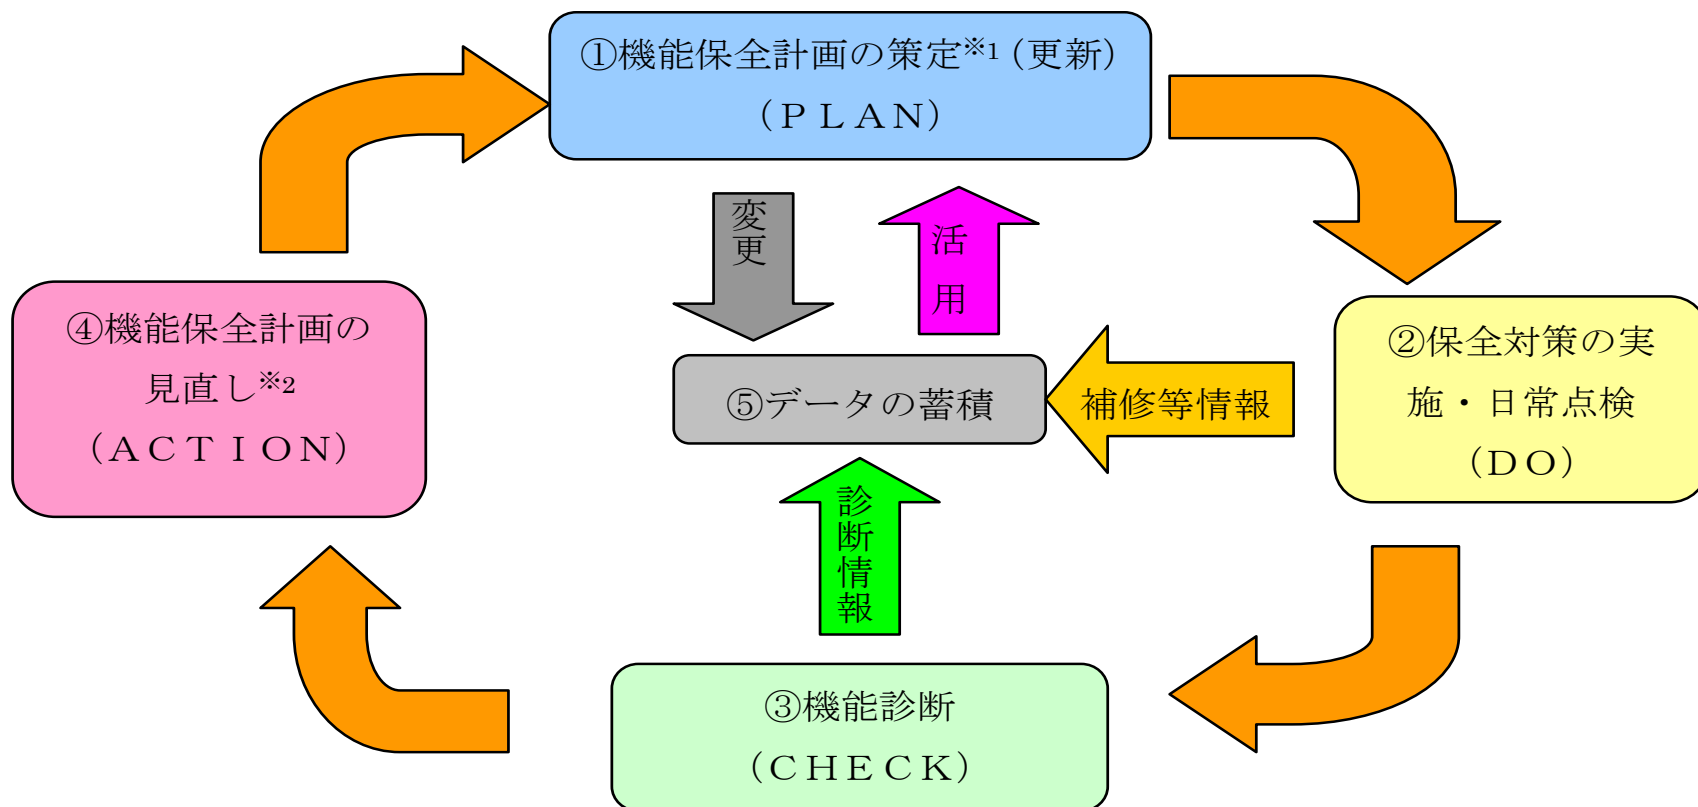 ①機能保全計画の策定※1（更新）
（ＰＬＡＮ）
変更
活用
④機能保全計画の
見直し※2
（ＡＣＴＩＯＮ）
②保全対策の実
施・日常点検
（ＤＯ）
⑤データの蓄積
補修等情報
診断情報
③機能診断
（ＣＨＥＣＫ）